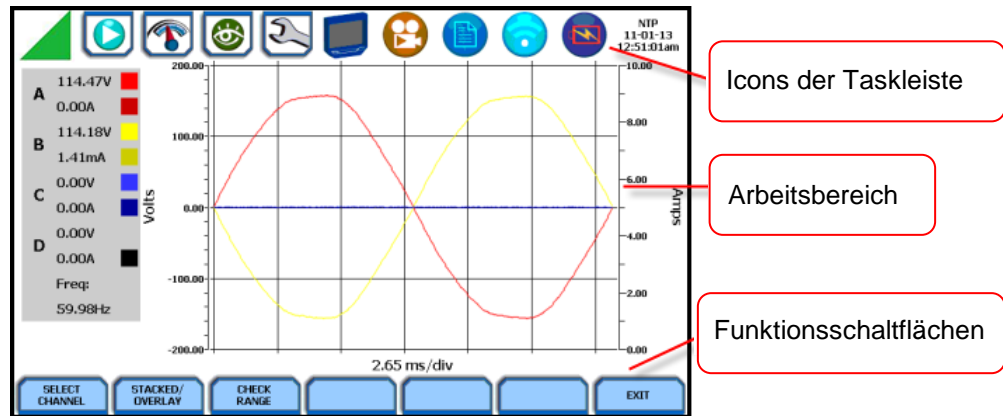 NTP
11-01-13
12:51:01am
Icons der Taskleiste
A
114.47V
0.00A
B
114.18V
1.41mA
C
0.00V
0.00A
D
0.00V
0.00A
Freq:
59.98Hz
Volts
200.00
100.00
0.00
-100.00
-200.00
10.00
8.00
6.00
4.00
2.00
0.00
Amps
Arbeitsbereich
2.65 ms/div
Funktionsschaltflächen
SELECT
CHANNEL
STACKED/
OVERLAY
CHECK
RANGE
EXIT